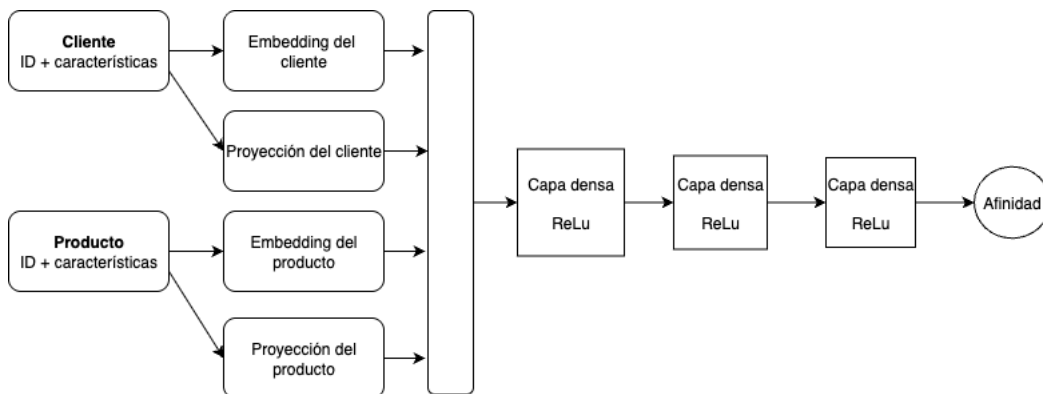 Cliente
ID + características
Embedding del
cliente
Proyección del cliente
Producto
ID + características
Embedding del
producto
Proyección del
producto
Capa densa
ReLu
Capa densa
ReLu
Capa densa
ReLu
Afinidad